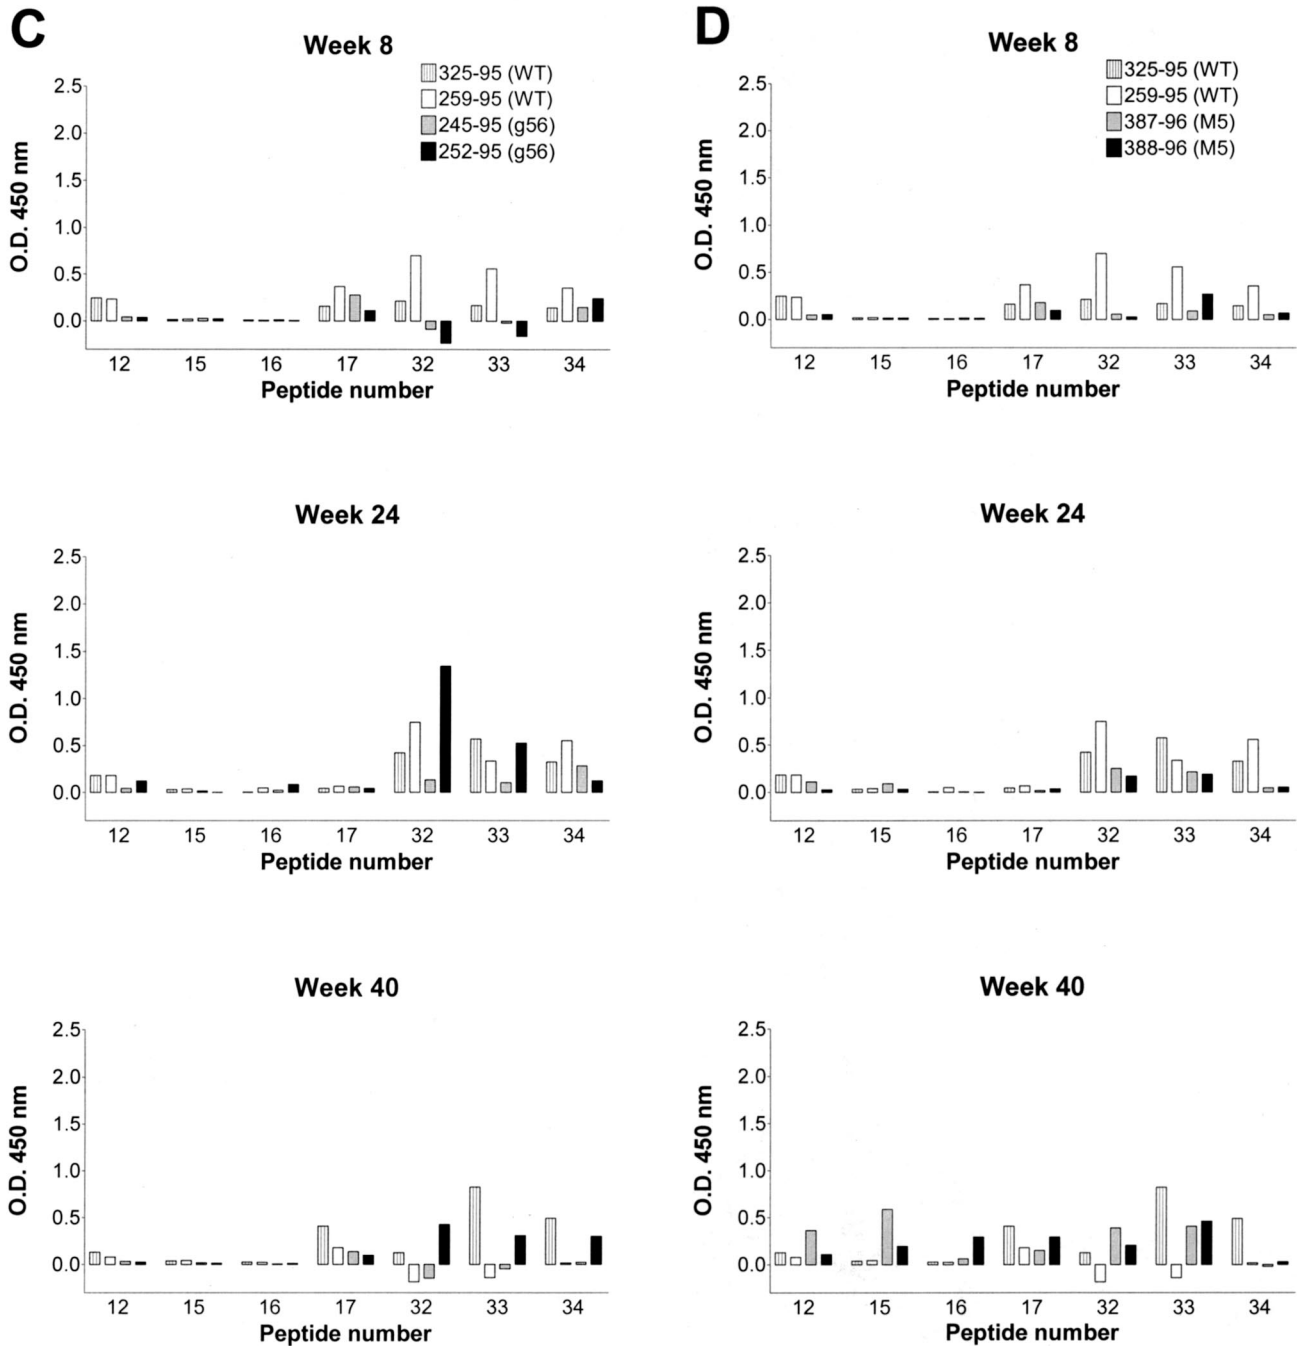 C
Week 8
325-95 (WT)
259-95 (WT)
245-95 (g56)
252-95 (g56)
2.5
2.0
1.5
1.0
0.5
0.0
O.D. 450 nm
12 15 16 17 32 33 34
Peptide number
Week 24
2.5
2.0
1.5
1.0
0.5
0.0
O.D. 450 nm
12 15 16 17 32 33 34
Peptide number
Week 40
2.5
2.0
1.5
1.0
0.5
0.0
O.D. 450 nm
12 15 16 17 32 33 34
Peptide number
D
Week 8
325-95 (WT)
259-95 (WT)
387-96 (M5)
388-96 (M5)
2.5
2.0
1.5
1.0
0.5
0.0
O.D. 450 nm
12 15 16 17 32 33 34
Peptide number
Week 24
2.5
2.0
1.5
1.0
0.5
0.0
O.D. 450 nm
12 15 16 17 32 33 34
Peptide number
Week 40
2.5
2.0
1.5
1.0
0.5
0.0
O.D. 450 nm
12 15 16 17 32 33 34
Peptide number